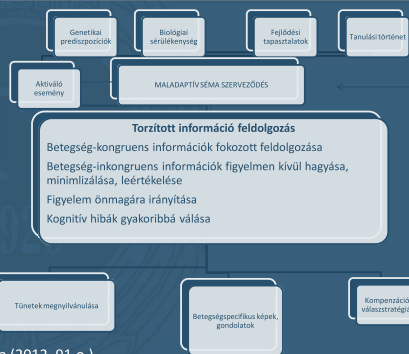 Genetikai
prediszpozíciók
Biológiai
sérülékenység
Fejlődési
tapasztalatok
Tanulási történet
Aktiváló
esemény
MALADAPTÍV SÉMA SZERVEZŐDÉS
Torzított információ feldolgozás
Betegség-kongruens információk fokozott feldolgozása
Betegség-inkongruens információk figyelmen kívül hagyása,
minimlizálása, leértékelése
Figyelem önmagára irányítása
Kognitív hibák gyakoribbá válása
Tünetek megnyilvánulása
Betegségspecifikus képek,
gondolatok
Kompenzáció
válaszstratégiá
(2012, 91.o.)